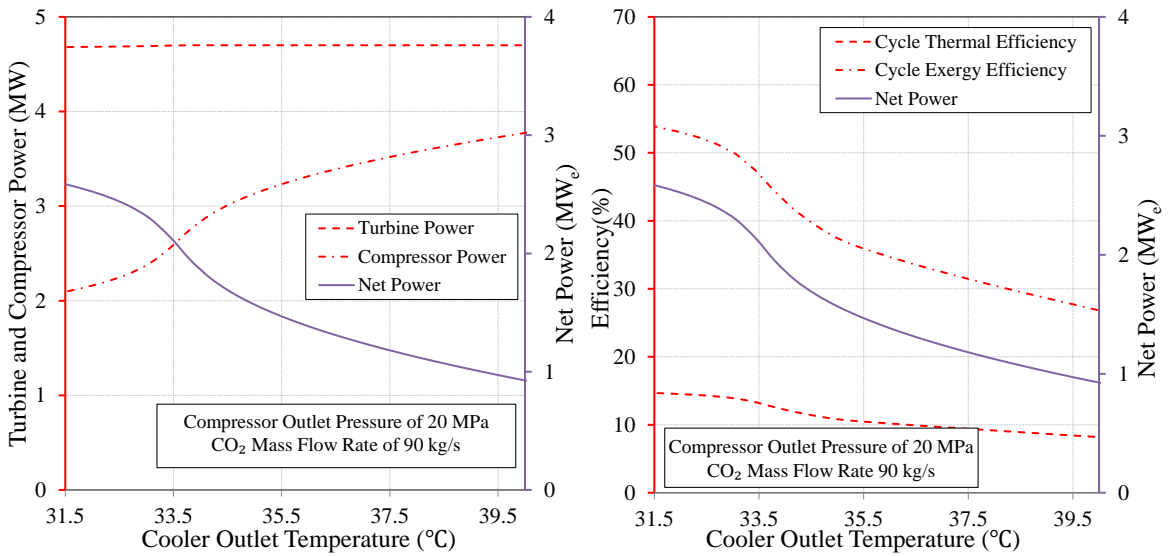 5
4
3
2
1
0
Turbine and Compressor Power (MW)
4
3
2
1
0
Net Power (MWe)
Turbine Power
Compressor Power
Net Power
Compressor Outlet Pressure of 20 MPa
CO₂ Mass Flow Rate of 90 kg/s
31.5 33.5 35.5 37.5 39.5
Cooler Outlet Temperature (°C)
70
60
50
40
30
20
10
0
Efficiency(%)
4
3
2
1
0
Net Power (MWe)
Cycle Thermal Efficiency
Cycle Exergy Efficiency
Net Power
Compressor Outlet Pressure of 20 MPa
CO₂ Mass Flow Rate 90 kg/s
31.5 33.5 35.5 37.5 39.5
Cooler Outlet Temperature (℃)